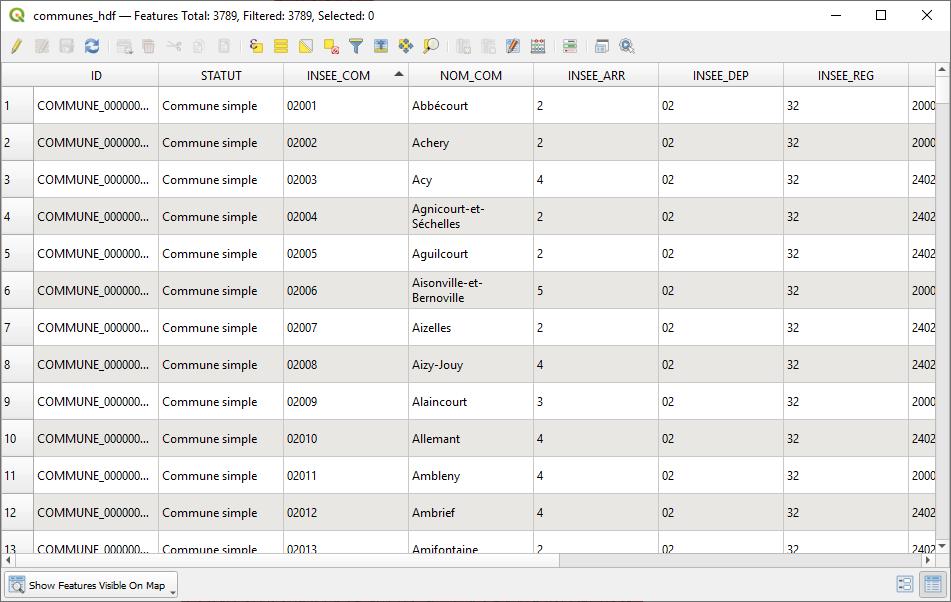 communes_hdf — Features Total: 3789, Filtered: 3789, Selected: 0
ID STATUT INSEE_COM NOM_COM INSEE_ARR INSEE_DEP INSEE_REG
1 COMMUNE_000000... Commune simple 02001 Abbécourt 2 02 32 2000
2 COMMUNE_000000... Commune simple 02002 Achery 2 02 32 2000
3 COMMUNE_000000... Commune simple 02003 Acy 4 02 32 2402
4 COMMUNE_000000... Commune simple 02004 Agnicourt-et-
Séchelles 2 02 32 2402
5 COMMUNE_000000... Commune simple 02005 Aguilcourt 2 02 32 2402
6 COMMUNE_000000... Commune simple 02006 Aisonville-et-
Bernoville 5 02 32 2000
7 COMMUNE_000000... Commune simple 02007 Aizelles 2 02 32 2402
8 COMMUNE_000000... Commune simple 02008 Aizy-Jouy 4 02 32 2402
9 COMMUNE_000000... Commune simple 02009 Alaincourt 3 02 32 2000
10 COMMUNE_000000... Commune simple 02010 Allemant 4 02 32 2402
11 COMMUNE_000000... Commune simple 02011 Ambleny 4 02 32 2000
12 COMMUNE_000000... Commune simple 02012 Ambrief 4 02 32 2402
13 COMMUNE_000000... Commune simple 02013 Amifontaine 2 02 32 2402
Show Features Visible On Map